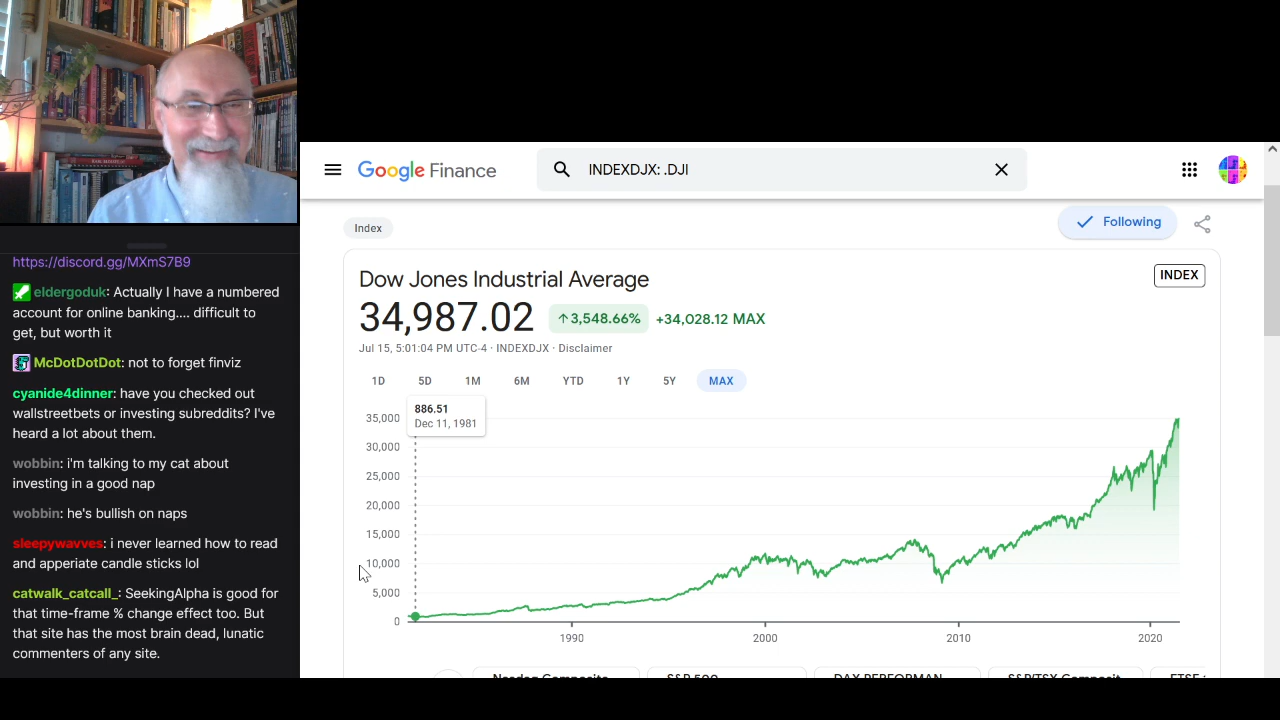 https://discord.gg/MXmS7B9
eldergoduk: Actually I have a numbered
account for online banking.... difficult to
get, but worth it
McDotDotDot: not to forget finviz
cyanide4dinner: have you checked out
wallstreetbets or investing subreddits? I've
heard a lot about them.
wobbin: i'm talking to my cat about
investing in a good nap
wobbin: he's bullish on naps
sleepywavves: i never learned how to read
and apperiate candle sticks lol
catwalk_catcall_: SeekingAlpha is good for
that time-frame % change effect too. But
that site has the most brain dead, lunatic
commenters of any site.
Google Finance
INDEXDJX: .DJI
Index
Following
Dow Jones Industrial Average
INDEX
34,987.02 ↑3,548.66% +34,028.12 MAX
Jul 15, 5:01:04 PM UTC-4 · INDEXDJX · Disclaimer
1D 5D 1M 6M YTD 1Y 5Y MAX
886.51
Dec 11, 1981
35,000
30,000
25,000
20,000
15,000
10,000
5,000
0
1990 2000 2010 2020
Nasdaq Composite S&P 500 DAX PERFORMAN S&P/TSX Composit